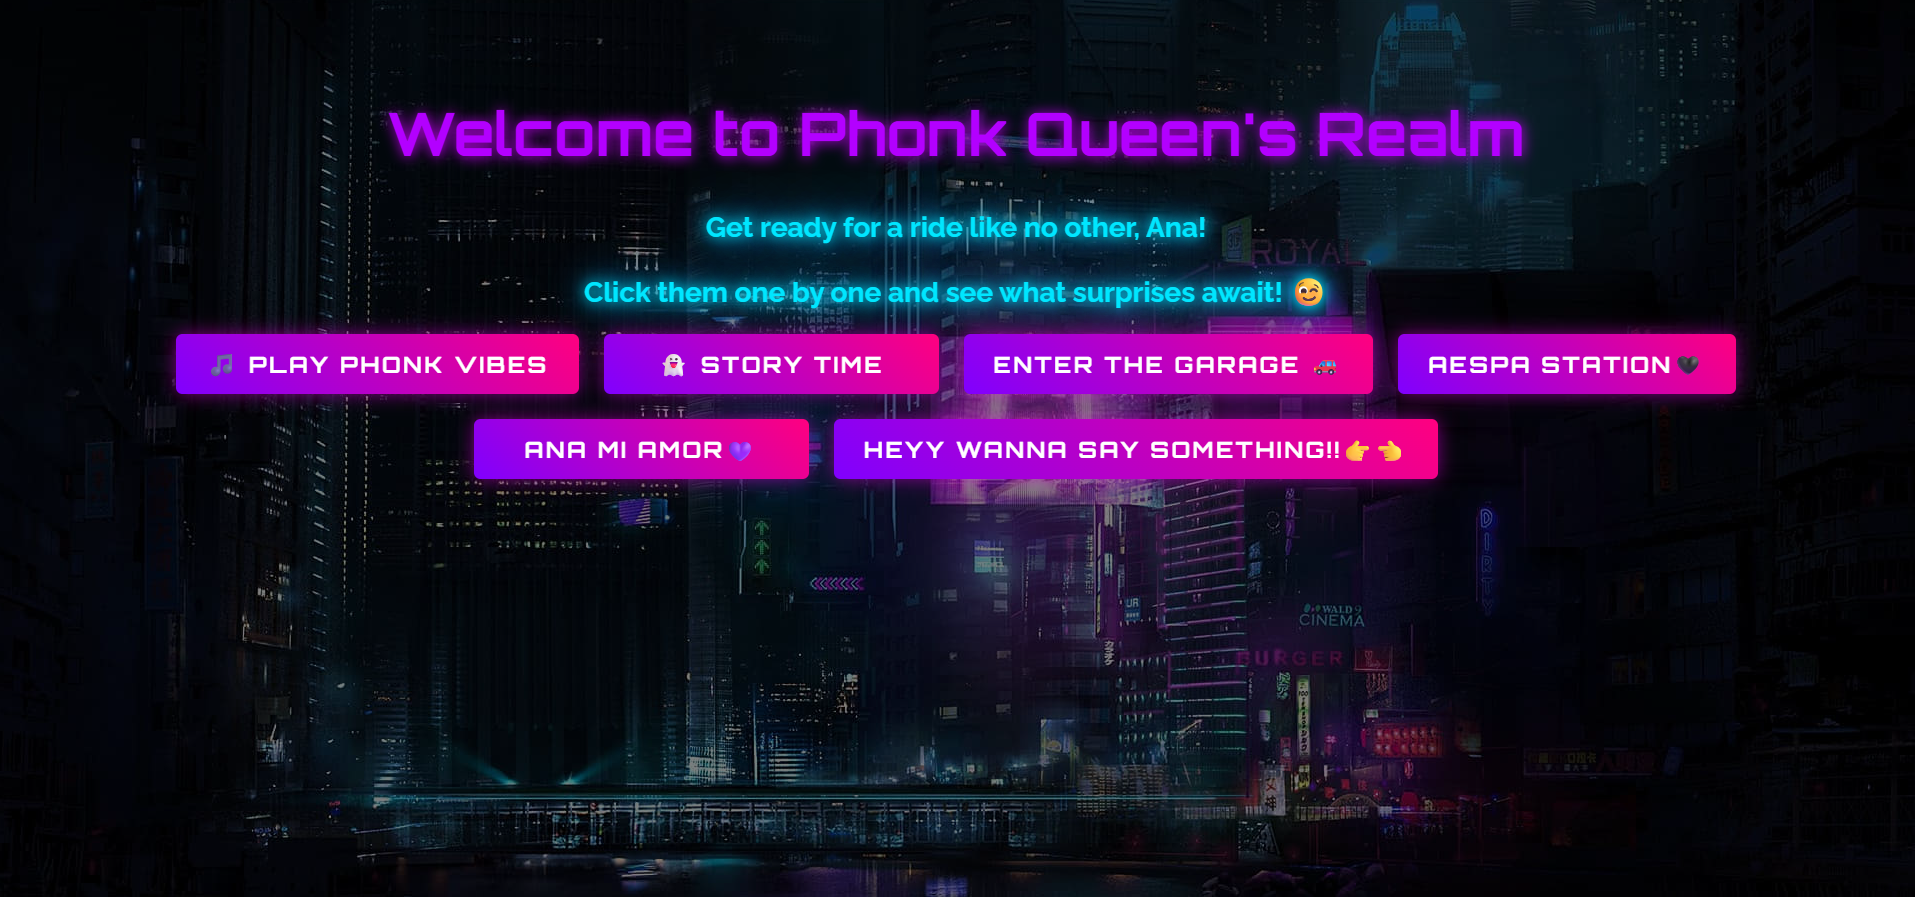 Welcome to Phonk Queen's Realm
Get ready for a ride like no other, Ana!
Click them one by one and see what surprises await! 😉
🎵 PLAY PHONK VIBES
👻 STORY TIME
ENTER THE GARAGE 🚗
AESPA STATION🖤
ANA MI AMOR💜
HEYY WANNA SAY SOMETHING!!👉👈
ROYAL
DIRTY
WALD9
CINEMA
BURGER